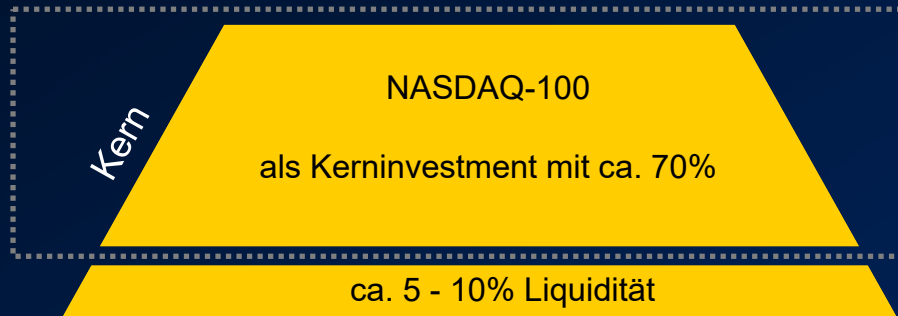 Kern
NASDAQ-100
als Kerninvestment mit ca. 70%
ca. 5 - 10% Liquidität